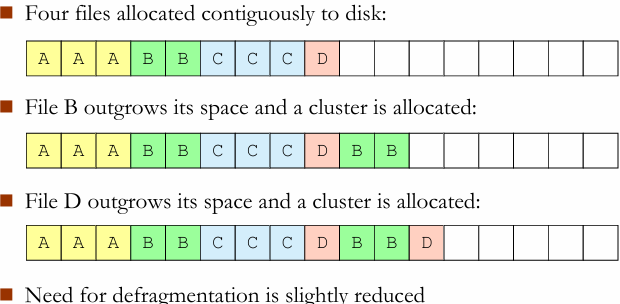 Four files allocated contiguously to disk:
A A A B B C C C D
File B outgrows its space and a cluster is allocated:
A A A B B C C C D B B
File D outgrows its space and a cluster is allocated:
A A A B B C C C D B B D
Need for defragmentation is slightly reduced